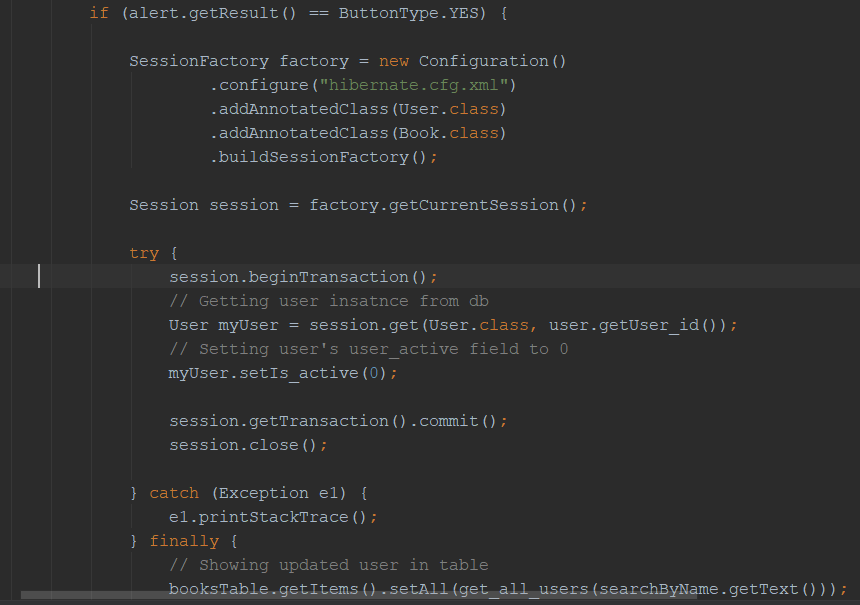 if (alert.getResult() == ButtonType.YES) {
SessionFactory factory = new Configuration()
.configure("hibernate.cfg.xml")
.addAnnotatedClass(User.class)
.addAnnotatedClass(Book.class)
.buildSessionFactory();
Session session = factory.getCurrentSession();
try {
session.beginTransaction();
// Getting user insatnce from db
User myUser = session.get(User.class, user.getUser_id());
// Setting user's user_active field to 0
myUser.setIs_active(0);
session.getTransaction().commit();
session.close();
} catch (Exception e1) {
e1.printStackTrace();
} finally {
// Showing updated user in table
booksTable.getItems().setAll(get_all_users(searchByName.getText()));